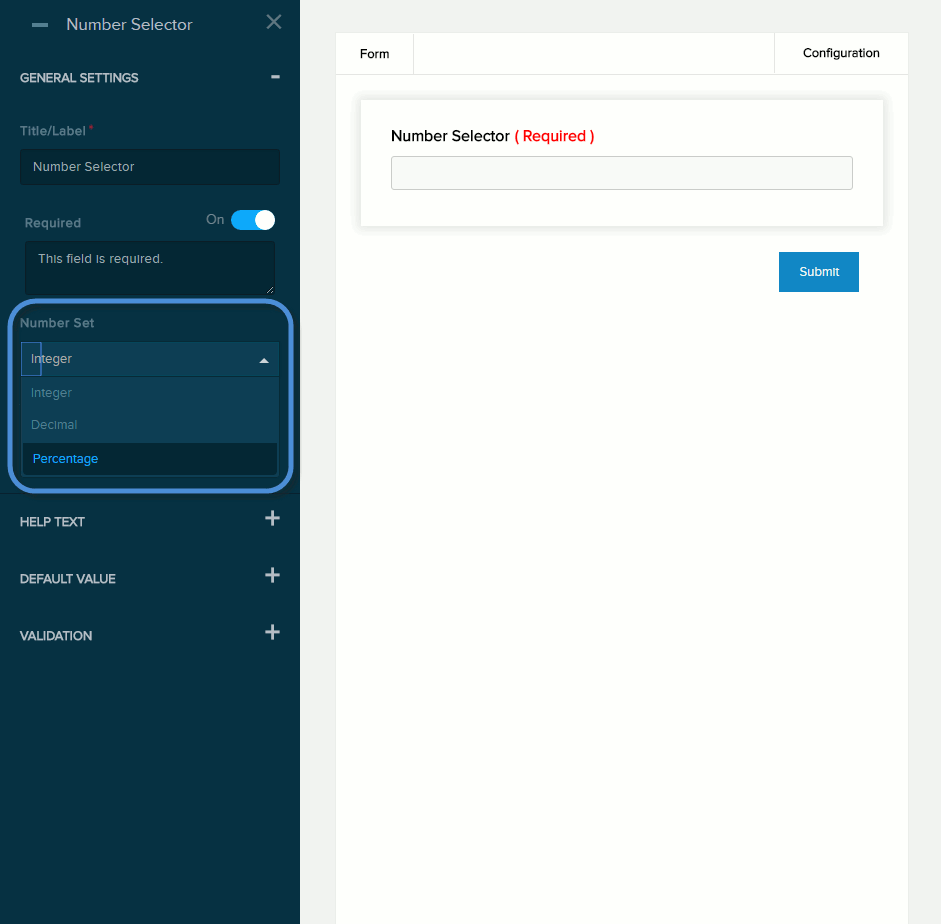 Number Selector
GENERAL SETTINGS
Title/Label*
Number Selector
Required On
This field is required.
Number Set
Integer
Integer
Decimal
Percentage
HELP TEXT
DEFAULT VALUE
VALIDATION
Form Configuration
Number Selector ( Required )
Submit